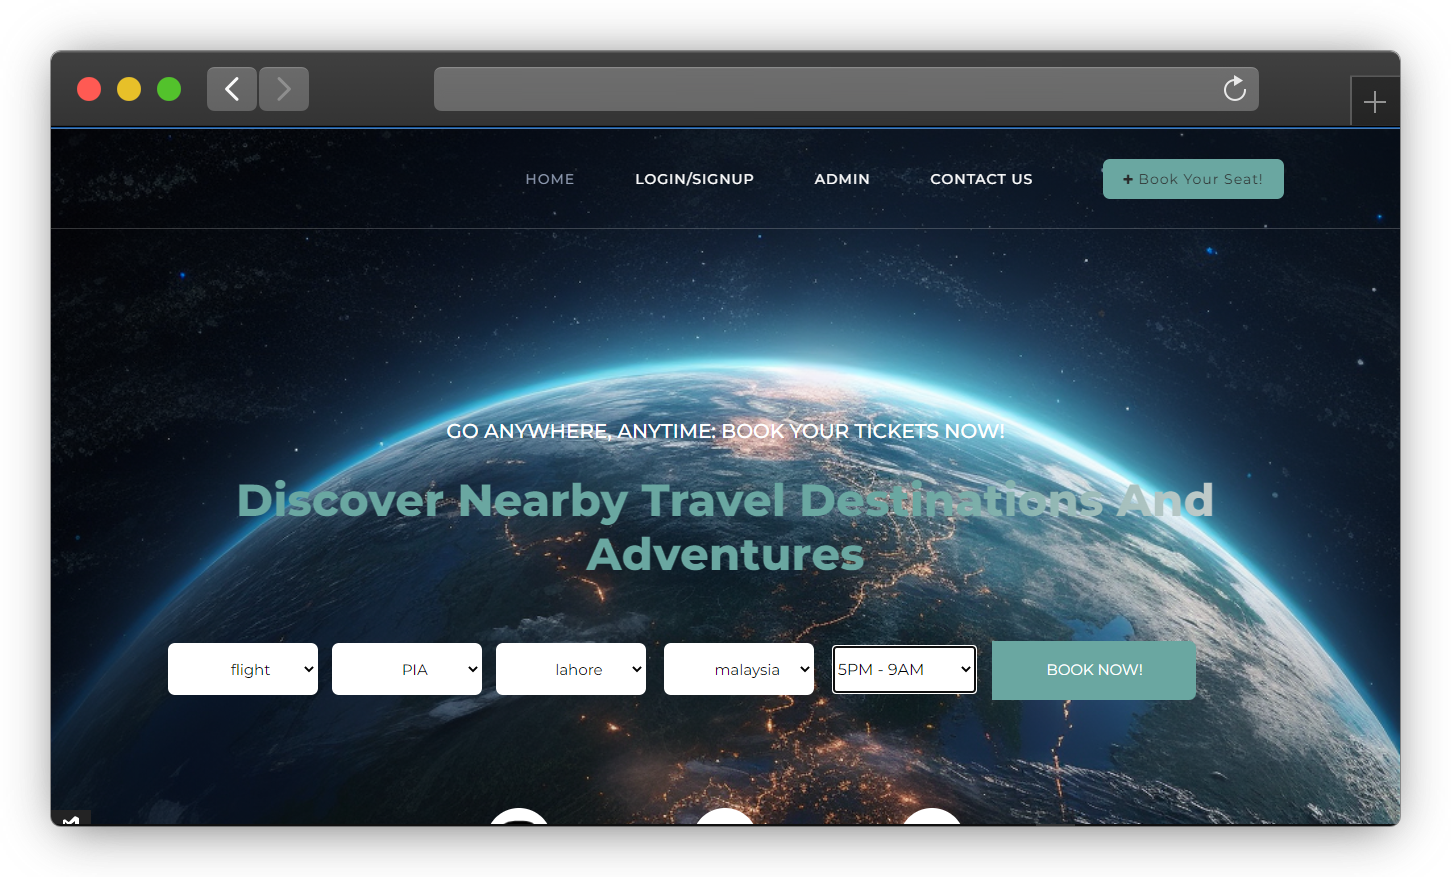 HOME LOGIN/SIGNUP ADMIN CONTACT US + Book Your Seat!
GO ANYWHERE, ANYTIME: BOOK YOUR TICKETS NOW!
Discover Nearby Travel Destinations And
Adventures
flight PIA lahore malaysia 5PM - 9AM BOOK NOW!